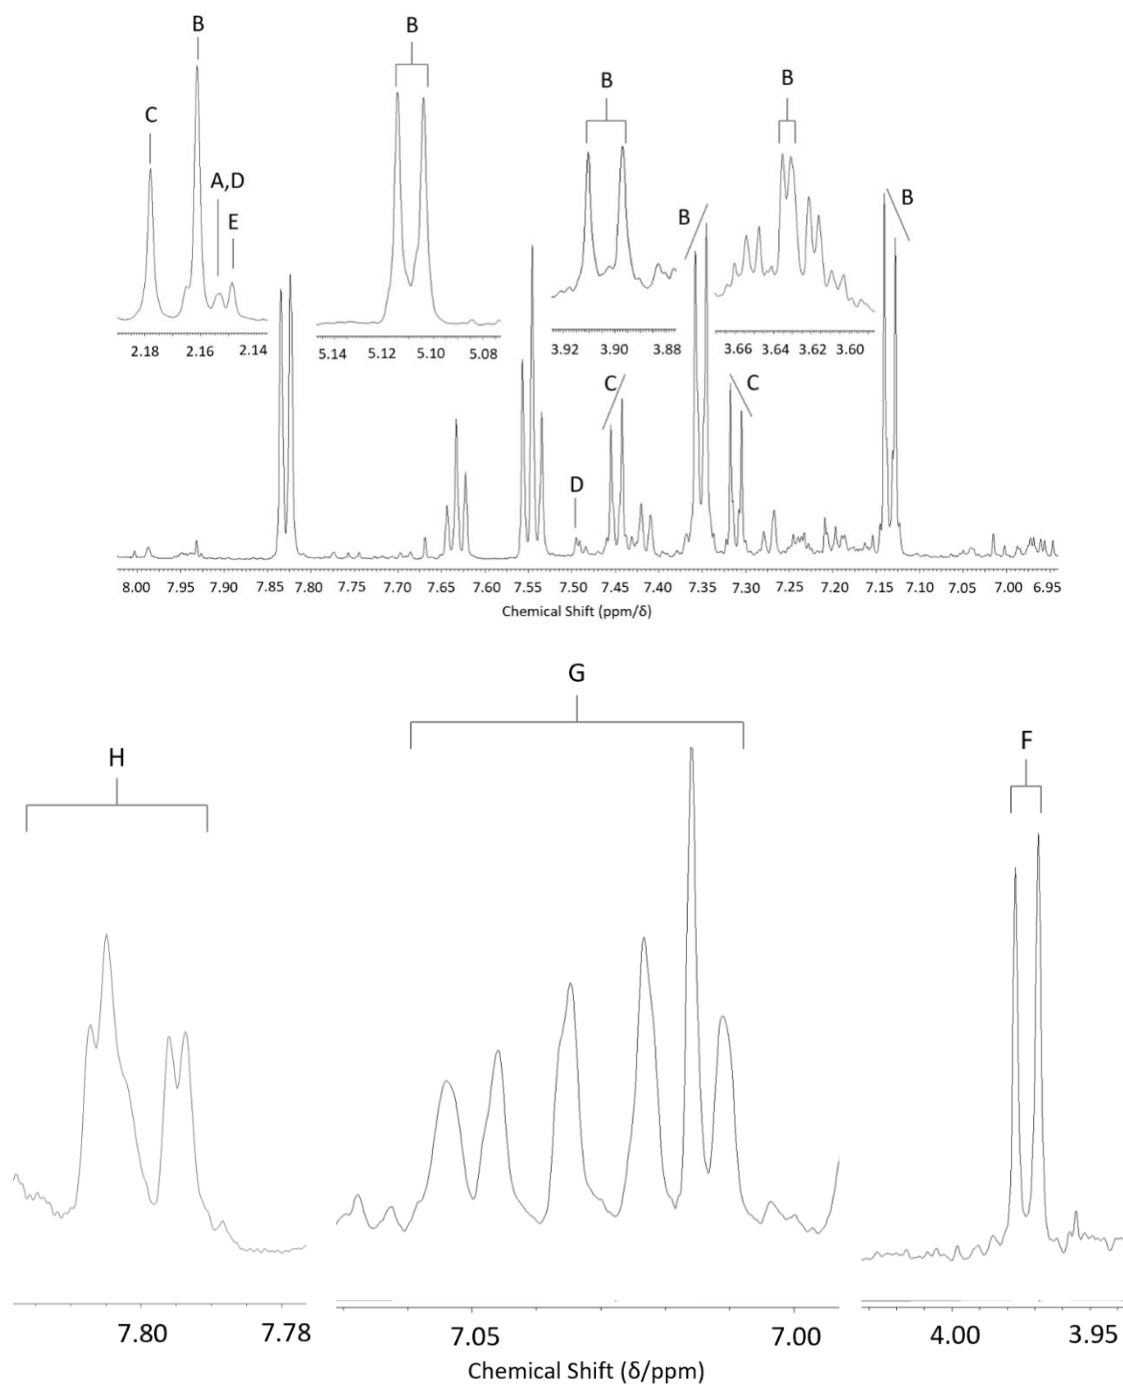 B
B
B
B
C
A,D
E
2.18 2.16 2.14
5.14 5.12 5.10 5.08
3.92 3.90 3.88
3.66 3.64 3.62 3.60
B
B
C
C
D
8.00 7.95 7.90 7.85 7.80 7.75 7.70 7.65 7.60 7.55 7.50 7.45 7.40 7.35 7.30 7.25 7.20 7.15 7.10 7.05 7.00 6.95
Chemical Shift (ppm/δ)
G
H
F
7.80 7.78
7.05 7.00
4.00 3.95
Chemical Shift (δ/ppm)